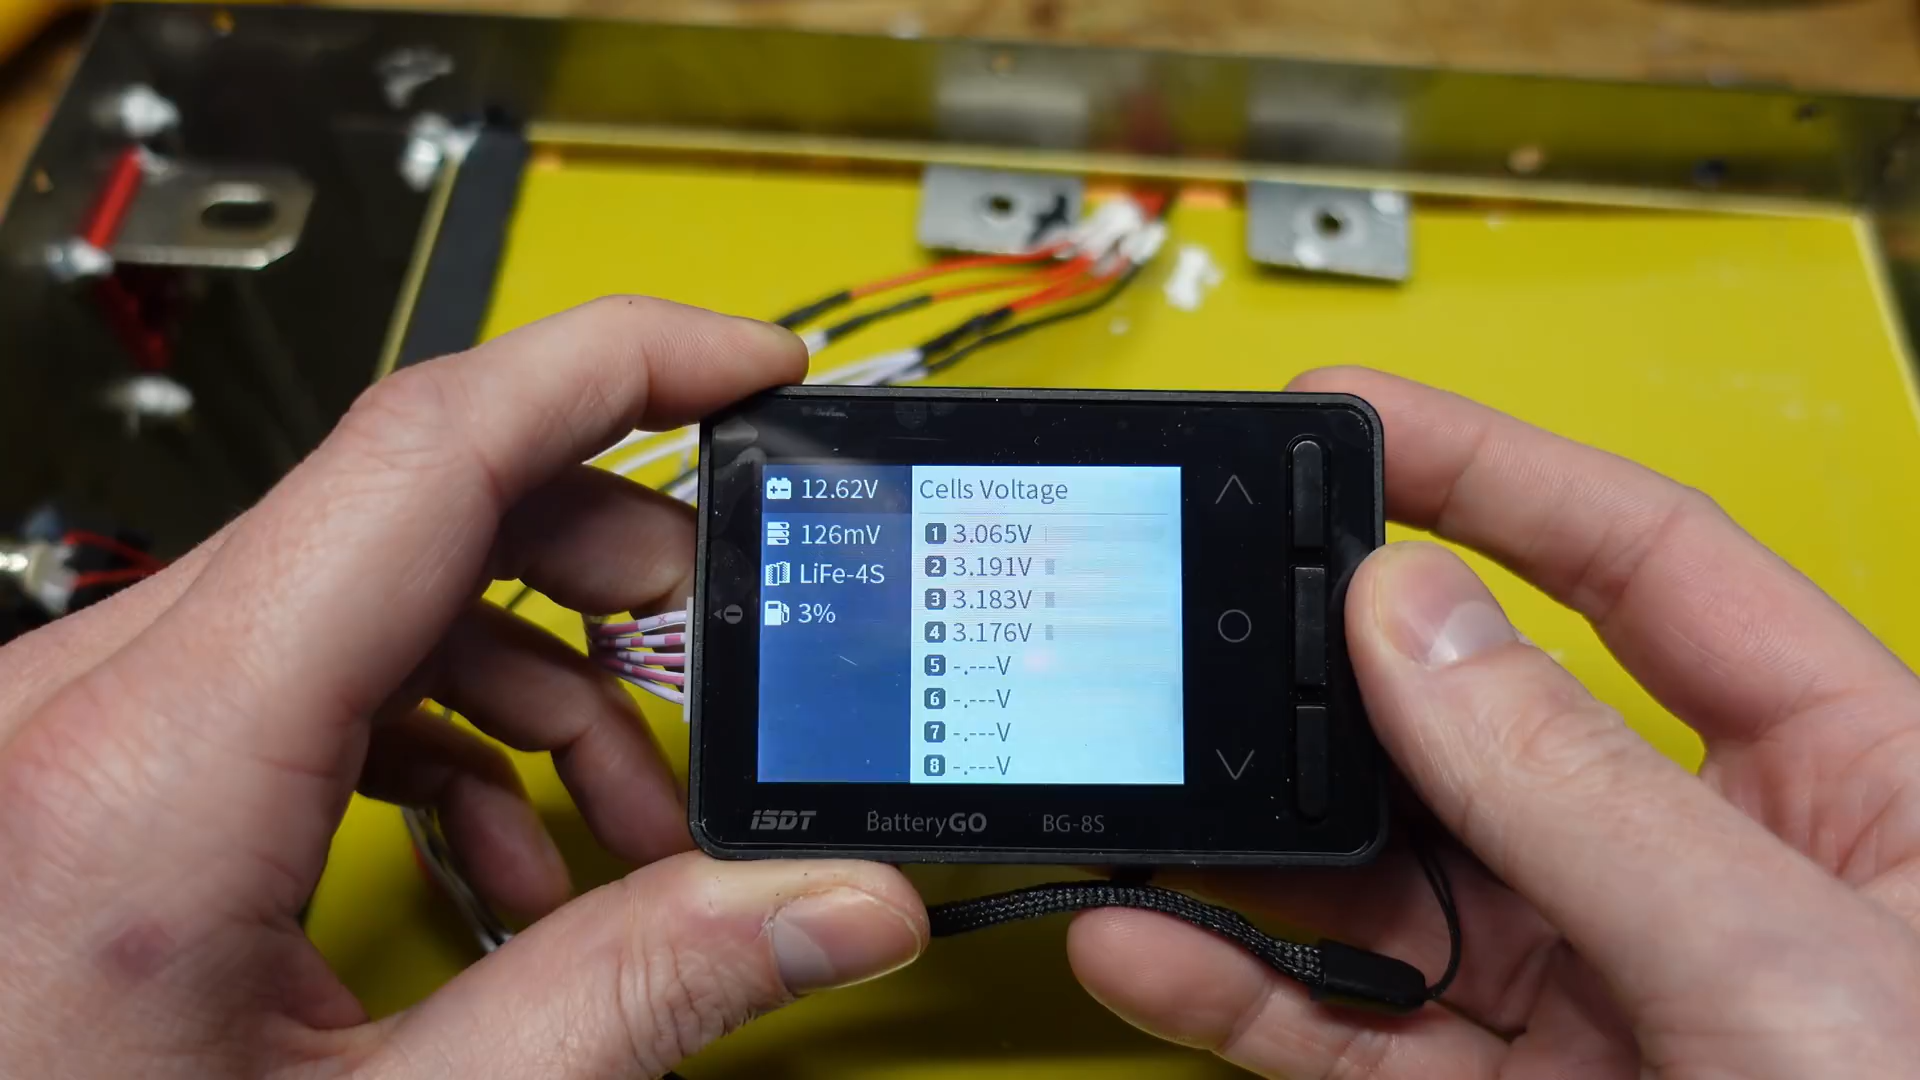 12.62V
126mV
LiFe-4S
3%
Cells Voltage
1 3.065V
2 3.191V
3 3.183V
4 3.176V
5 -.---V
6 -.---V
7 -.---V
8 -.---V
iSDT BatteryGO BG-8S